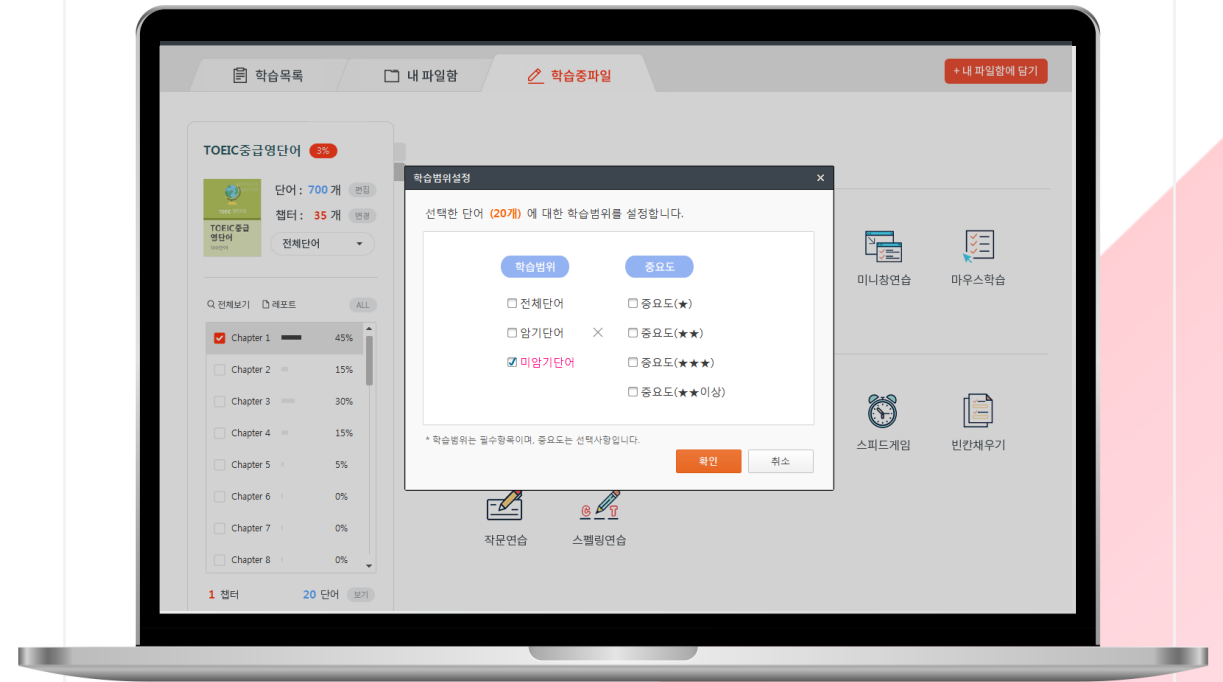 학습목록
내 파일함
학습중파일
+ 내 파일함에 담기
TOEIC중급영단어 3%
단어 : 700 개 편집
챕터 : 35 개 변경
TOEIC중급
영단어
전체단어
전체보기 레포트 ALL
Chapter 1 45%
Chapter 2 15%
Chapter 3 30%
Chapter 4 15%
Chapter 5 5%
Chapter 6 0%
Chapter 7 0%
Chapter 8 0%
1 챕터 20 단어 보기
학습범위설정 ×
선택한 단어 (20개) 에 대한 학습범위를 설정합니다.
학습범위 중요도
전체단어 중요도(★)
암기단어 × 중요도(★★)
미암기단어 중요도(★★★)
중요도(★★이상)
* 학습범위는 필수항목이며, 중요도는 선택사항입니다.
확인 취소
미니창연습 마우스학습
스피드게임 빈칸채우기
작문연습 스펠링연습